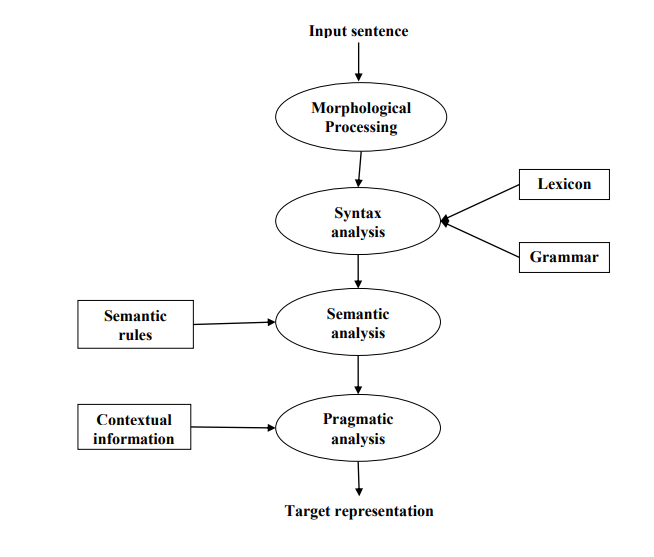 Input sentence
Morphological
Processing
Lexicon
Syntax
analysis
Grammar
Semantic
rules
Semantic
analysis
Contextual
information
Pragmatic
analysis
Target representation